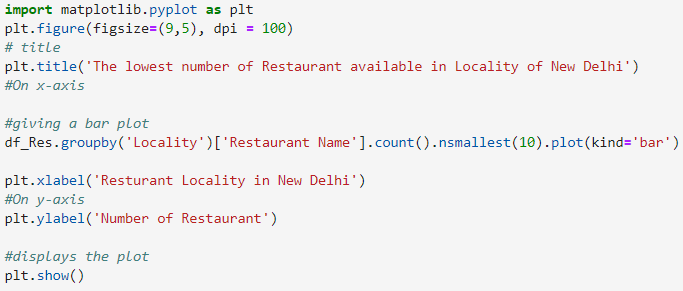 import matplotlib.pyplot as plt
plt.figure(figsize=(9,5), dpi = 100)
# title
plt.title('The lowest number of Restaurant available in Locality of New Delhi')
#On x-axis
#giving a bar plot
df_Res.groupby('Locality')['Restaurant Name'].count().nsmallest(10).plot(kind='bar')
plt.xlabel('Resturant Locality in New Delhi')
#On y-axis
plt.ylabel('Number of Restaurant')
#displays the plot
plt.show()